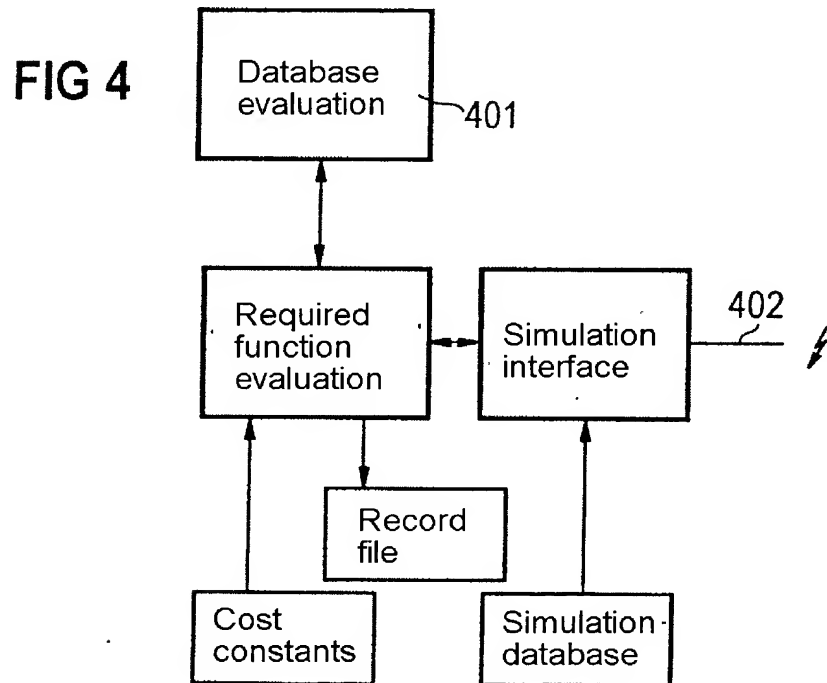 FIG 4
Database
evaluation
401
Required
function
evaluation
Simulation
interface
402
Record
file
Cost
constants
Simulation
database